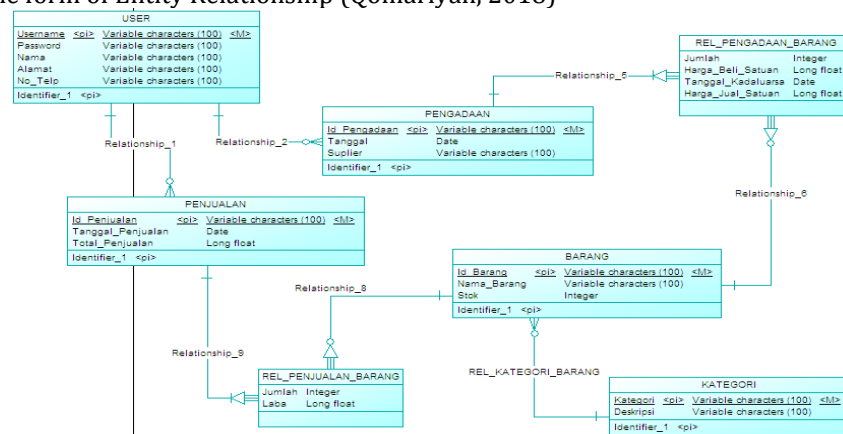 the form of Entity Relationship (Qomariyah, 2018)
USER
Username <pi> Variable characters (100) <M>
Password Variable characters (100)
Nama Variable characters (100)
Alamat Variable characters (100)
No_Telp Variable characters (100)
Identifier_1 <pi>
REL_PENGADAAN_BARANG
Jumlah Integer
Harga_Beli_Satuan Long float
Tanggal_Kadaluarsa Date
Harga_Jual_Satuan Long float
Relationship_5
PENGADAAN
Id_Pengadaan <pi> Variable characters (100) <M>
Tanggal Date
Suplier Variable characters (100)
Identifier_1 <pi>
Relationship_1
Relationship_2
Relationship_6
PENJUALAN
Id_Penjualan <pi> Variable characters (100) <M>
Tanggal_Penjualan Date
Total_Penjualan Long float
Identifier_1 <pi>
BARANG
Id_Barang <pi> Variable characters (100) <M>
Nama_Barang Variable characters (100)
Stok Integer
Identifier_1 <pi>
Relationship_8
Relationship_9
REL_PENJUALAN_BARANG
Jumlah Integer
Laba Long float
REL_KATEGORI_BARANG
KATEGORI
Kategori <pi> Variable characters (100) <M>
Deskripsi Variable characters (100)
Identifier_1 <pi>